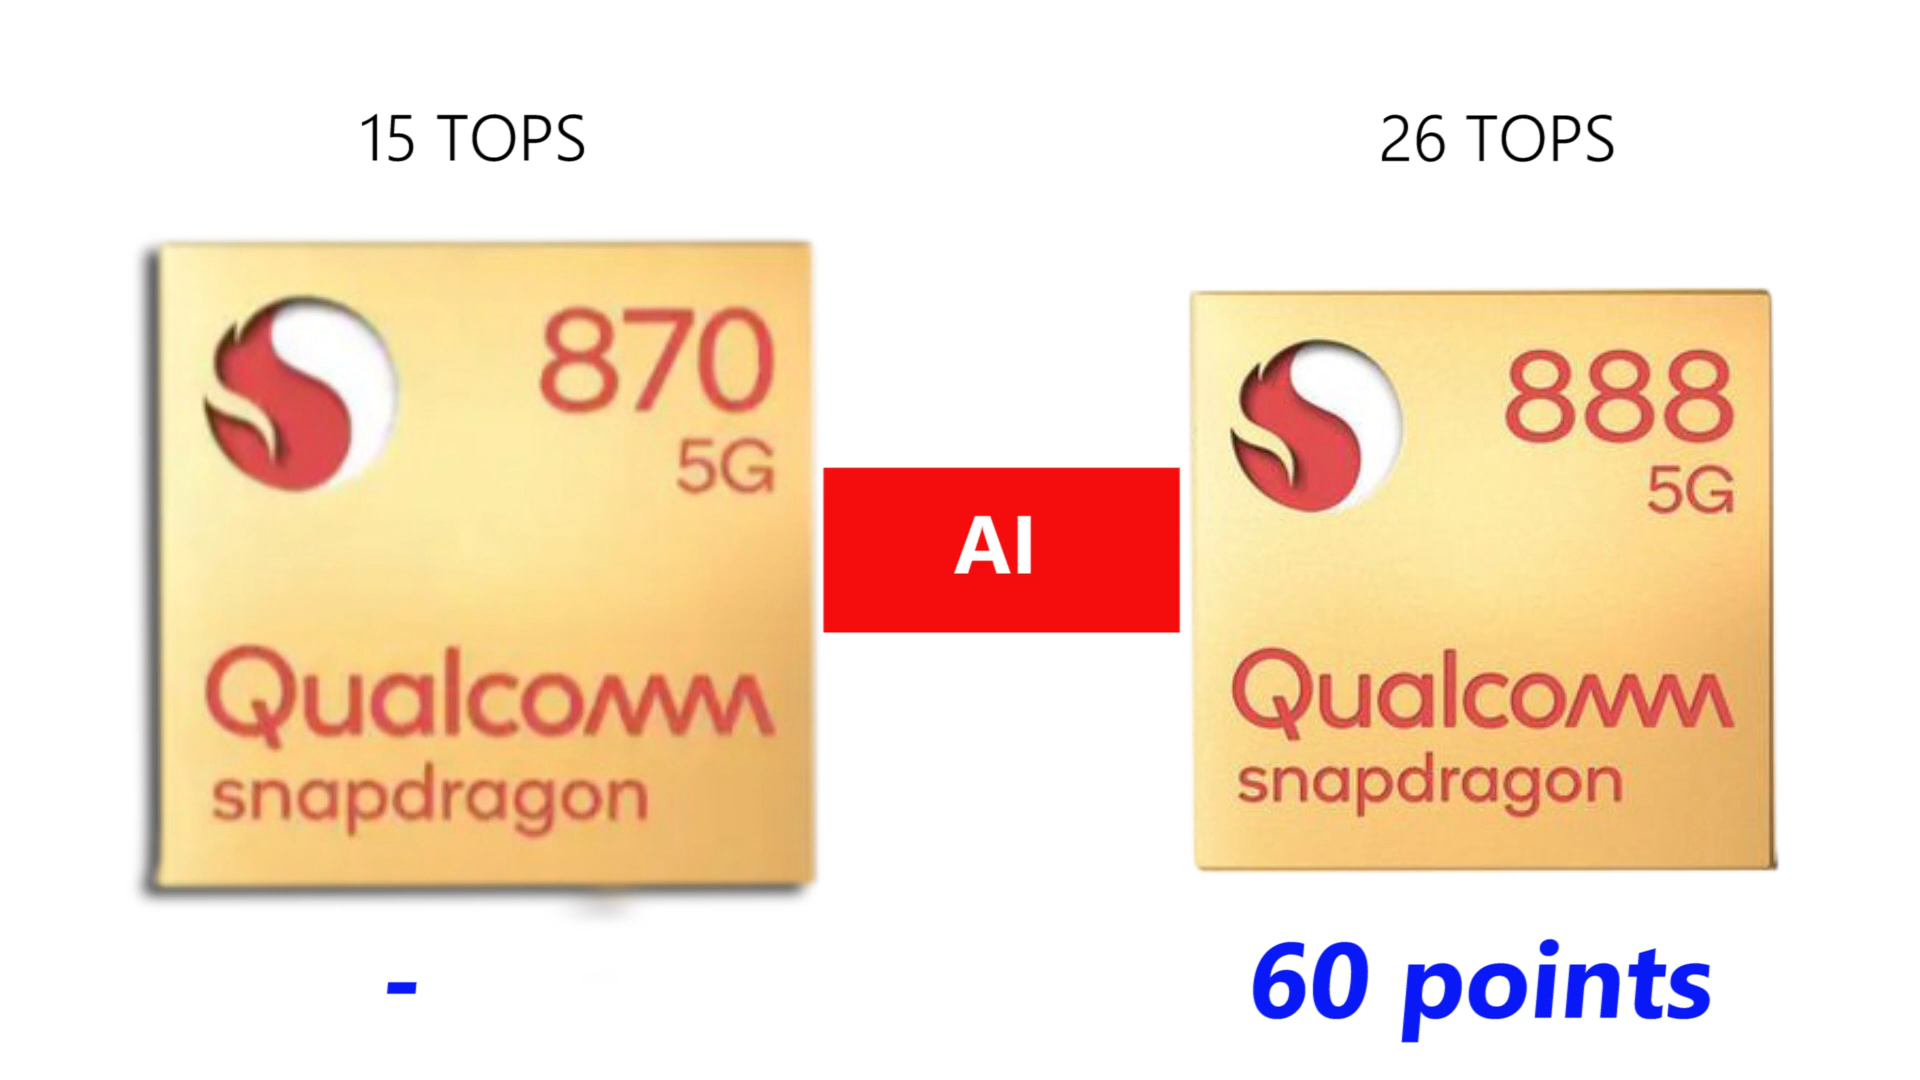 15 TOPS
26 TOPS
870
5G
Qualcomm
snapdragon
AI
888
5G
Qualcomm
snapdragon
-
60 points